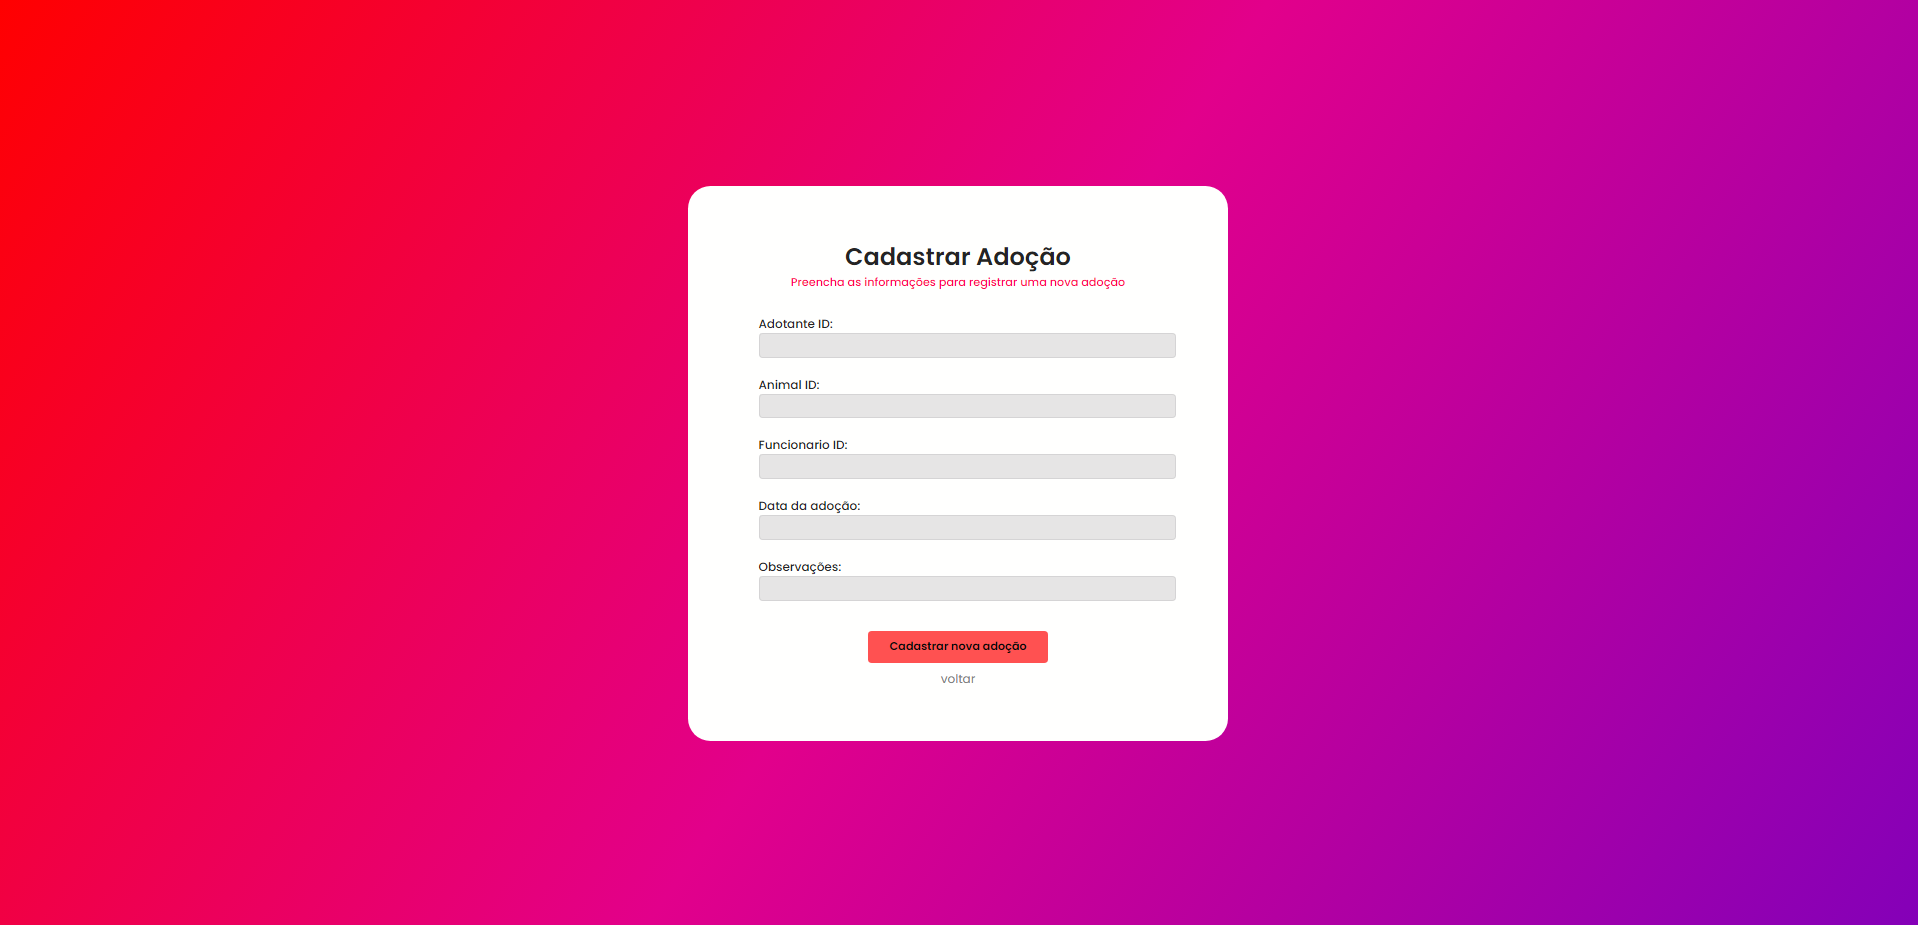 Cadastrar Adoção
Preencha as informações para registrar uma nova adoção
Adotante ID:
Animal ID:
Funcionario ID:
Data da adoção:
Observações:
Cadastrar nova adoção
voltar